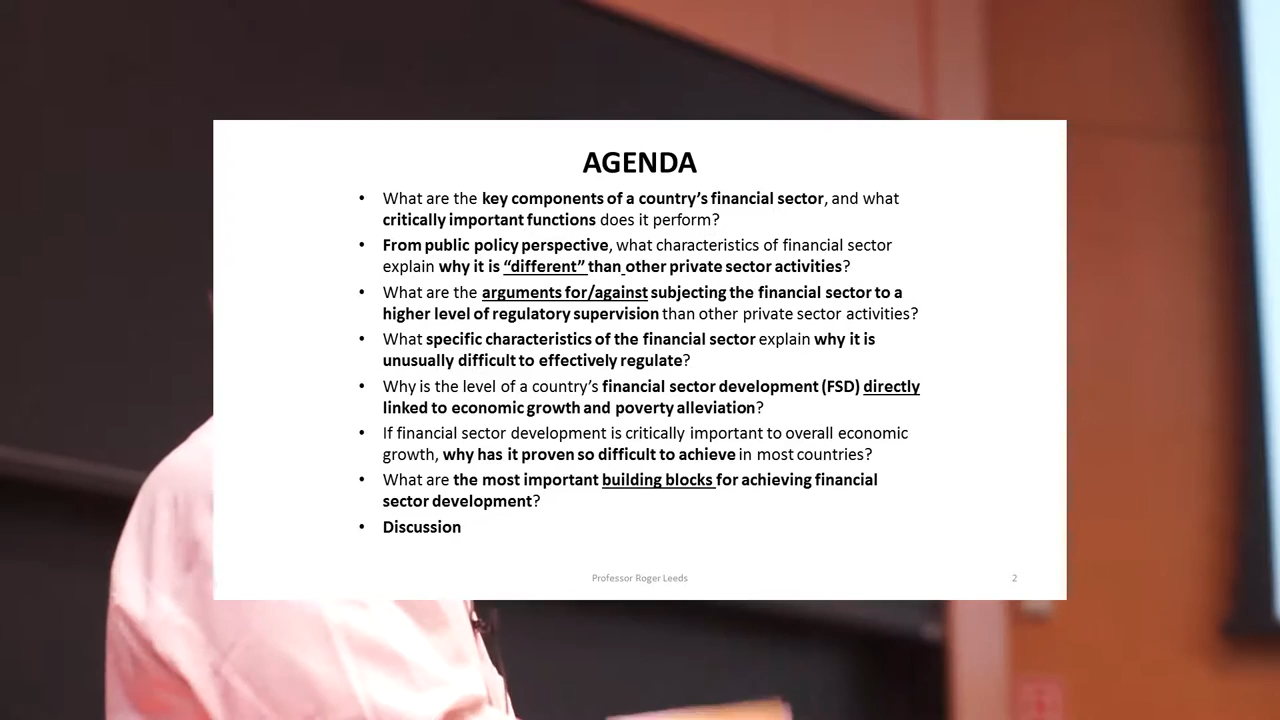 AGENDA
• What are the key components of a country's financial sector, and what
critically important functions does it perform?
• From public policy perspective, what characteristics of financial sector
explain why it is “different” than other private sector activities?
• What are the arguments for/against subjecting the financial sector to a
higher level of regulatory supervision than other private sector activities?
• What specific characteristics of the financial sector explain why it is
unusually difficult to effectively regulate?
• Why is the level of a country's financial sector development (FSD) directly
linked to economic growth and poverty alleviation?
• If financial sector development is critically important to overall economic
growth, why has it proven so difficult to achieve in most countries?
• What are the most important building blocks for achieving financial
sector development?
• Discussion
Professor Roger Leeds
2